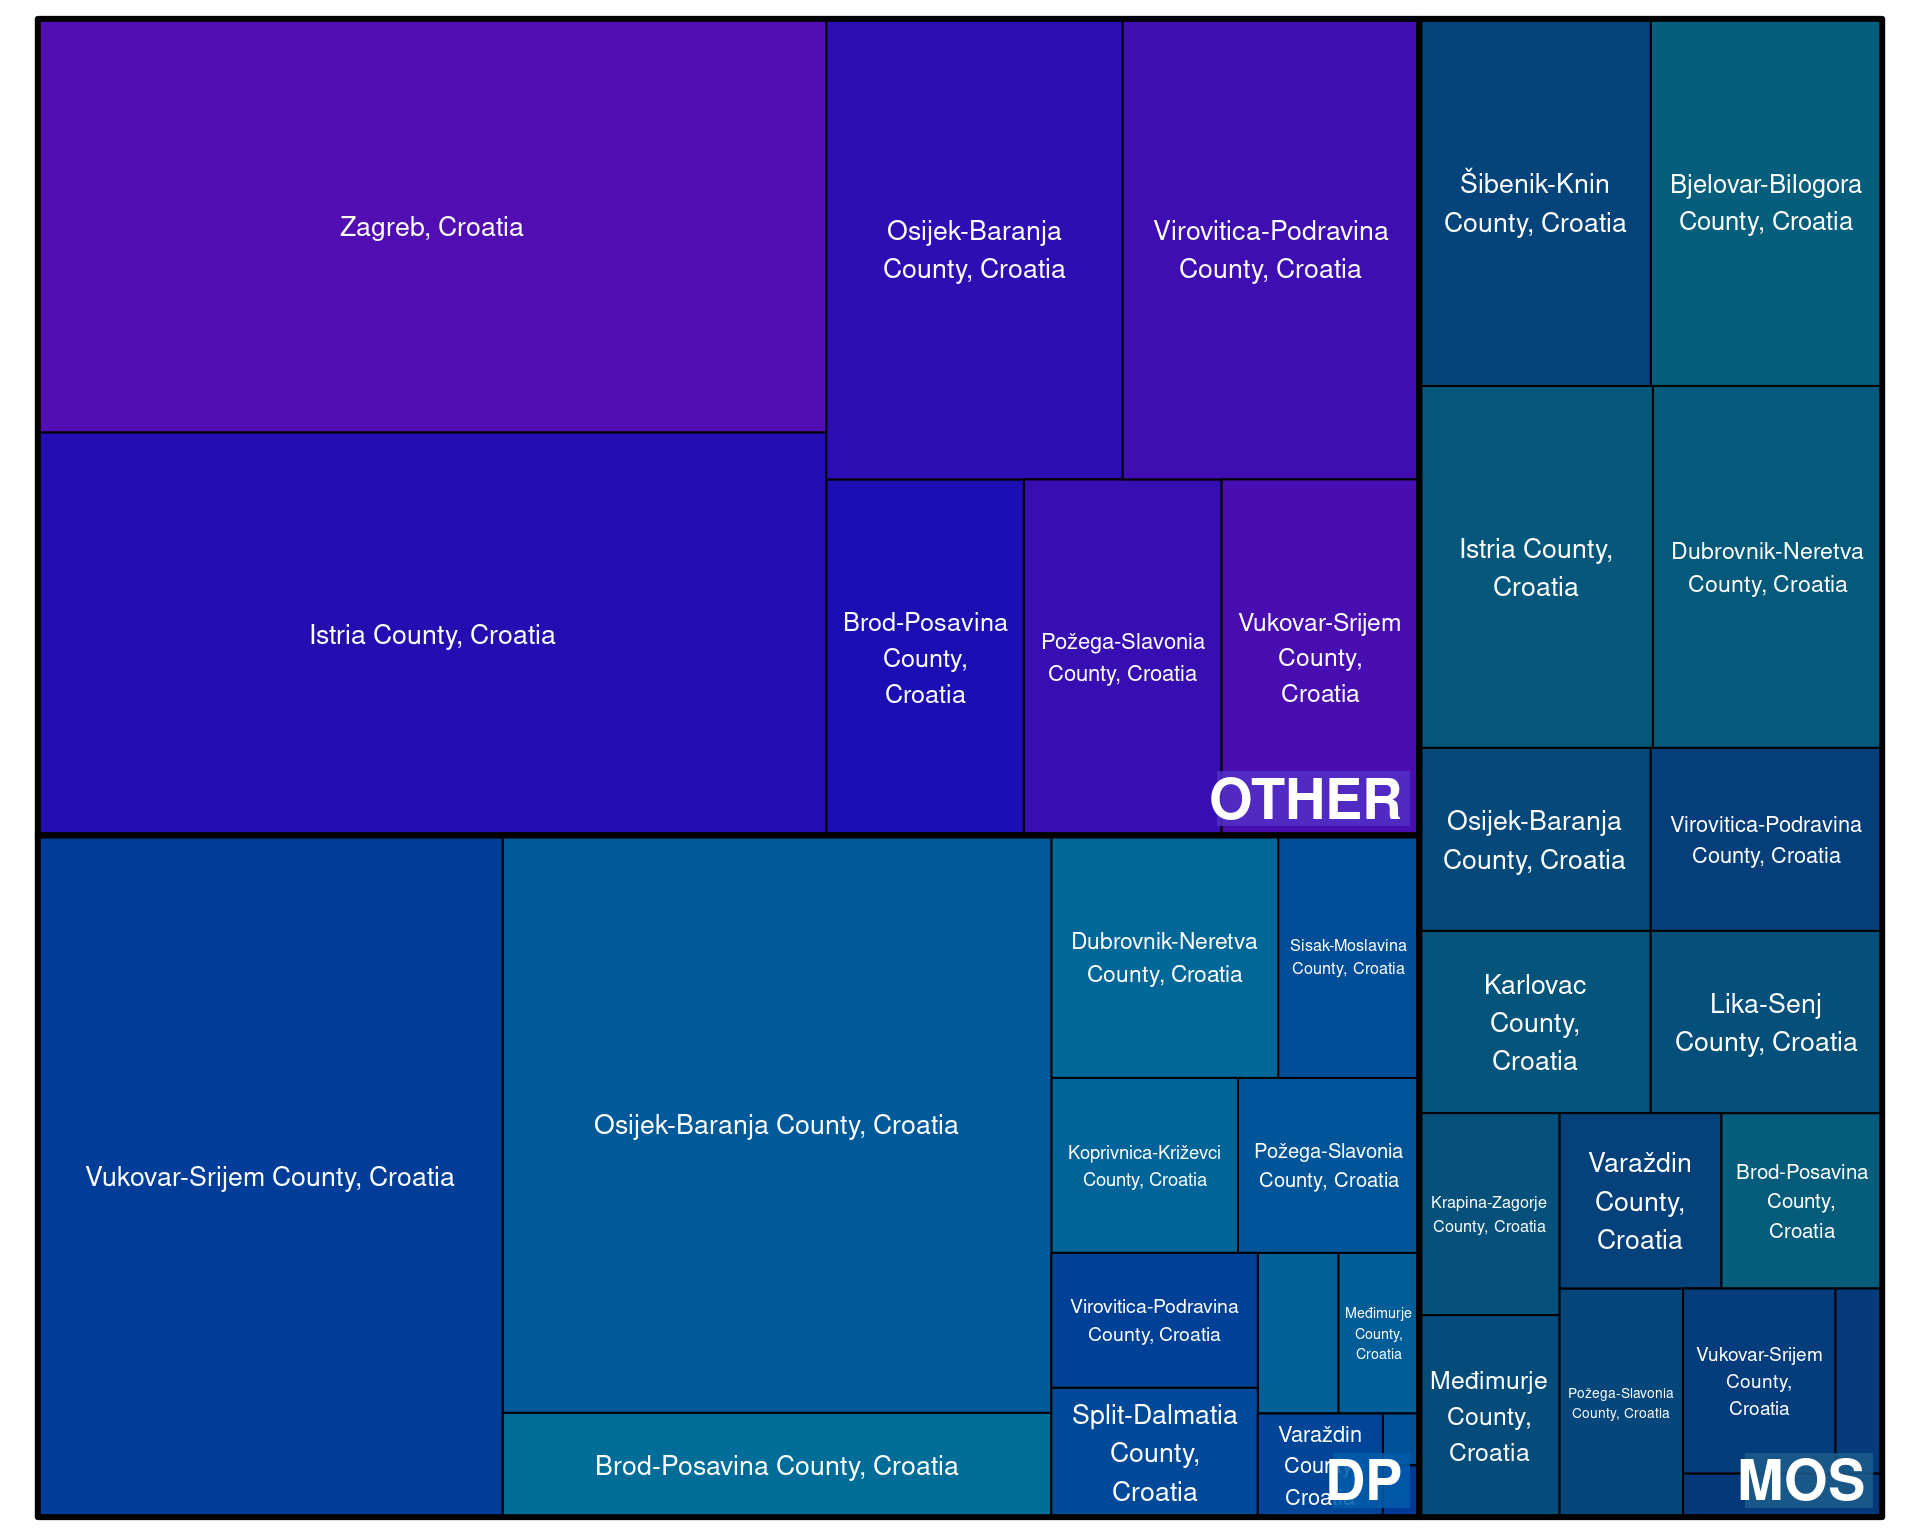 Zagreb, Croatia
Istria County, Croatia
Osijek-Baranja
County, Croatia
Virovitica-Podravina
County, Croatia
Brod-Posavina
County,
Croatia
Požega-Slavonia
County, Croatia
Vukovar-Srijem
County,
Croatia
OTHER
Vukovar-Srijem County, Croatia
Osijek-Baranja County, Croatia
Brod-Posavina County, Croatia
Dubrovnik-Neretva
County, Croatia
Sisak-Moslavina
County, Croatia
Koprivnica-Križevci
County, Croatia
Požega-Slavonia
County, Croatia
Virovitica-Podravina
County, Croatia
Međimurje
County,
Croatia
Split-Dalmatia
County,
Croatia
Varaždin
County,
Croatia
DP
Šibenik-Knin
County, Croatia
Bjelovar-Bilogora
County, Croatia
Istria County,
Croatia
Dubrovnik-Neretva
County, Croatia
Osijek-Baranja
County, Croatia
Virovitica-Podravina
County, Croatia
Karlovac
County,
Croatia
Lika-Senj
County, Croatia
Krapina-Zagorje
County, Croatia
Varaždin
County,
Croatia
Brod-Posavina
County,
Croatia
Međimurje
County,
Croatia
Požega-Slavonia
County, Croatia
Vukovar-Srijem
County,
Croatia
MOS